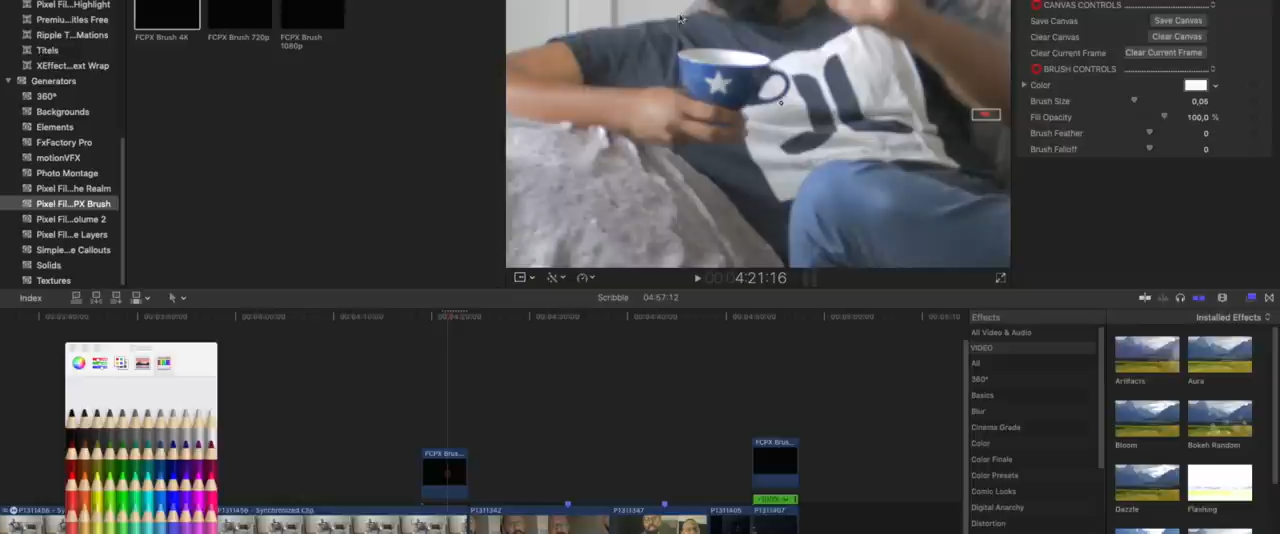 Pixel Fil...Highlight
Premiu...itles Free
Ripple T...Mations
Titels
XEffect...ext Wrap
Generators
360°
Backgrounds
Elements
FxFactory Pro
motionVFX
Photo Montage
Pixel Fil...he Realm
Pixel Fil...PX Brush
Pixel Fil...olume 2
Pixel Fil...e Layers
Simple...e Callouts
Solids
Textures
FCPX Brush 4K
FCPX Brush 720p
FCPX Brush 1080p
CANVAS CONTROLS
Save Canvas Save Canvas
Clear Canvas Clear Canvas
Clear Current Frame Clear Current Frame
BRUSH CONTROLS
Color
Brush Size 0,05
Fill Opacity 100,0 %
Brush Feather 0
Brush Falloff 0
4:21:16
Index
Scribble 04:57:12
Effects
Installed Effects
All Video & Audio
VIDEO
All
360°
Basics
Blur
Cinema Grade
Color
Color Finale
Color Presets
Comic Looks
Digital Anarchy
Distortion
Artifacts
Aura
Bloom
Bokeh Random
Dazzle
Flashing
FCPX Brus...
FCPX Brus...
P1311456 - Synchronized Clip
P1311342
P1311347
P1311405
P1311407